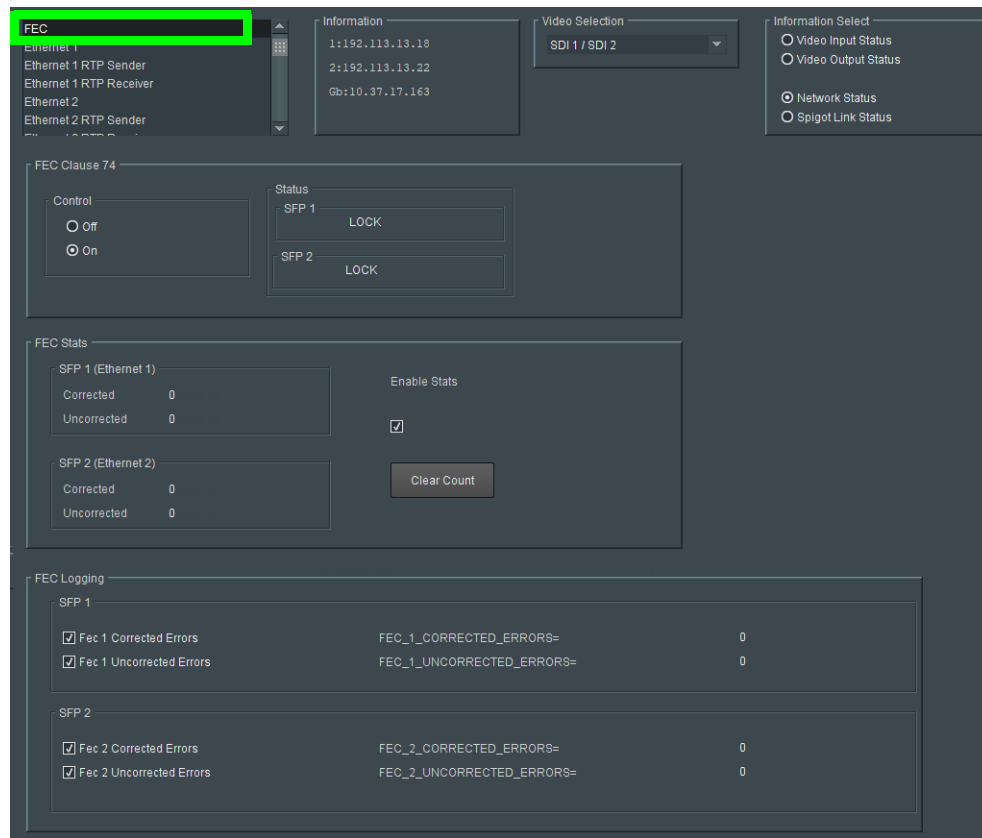 FEC
Ethernet 1
Ethernet 1 RTP Sender
Ethernet 1 RTP Receiver
Ethernet 2
Ethernet 2 RTP Sender
Information
1:192.113.13.18
2:192.113.13.22
Gb:10.37.17.163
Video Selection
SDI 1 / SDI 2
Information Select
Video Input Status
Video Output Status
Network Status
Spigot Link Status
FEC Clause 74
Control
Off
On
Status
SFP 1
LOCK
SFP 2
LOCK
FEC Stats
SFP 1 (Ethernet 1)
Corrected 0
Uncorrected 0
Enable Stats
SFP 2 (Ethernet 2)
Corrected 0
Uncorrected 0
Clear Count
FEC Logging
SFP 1
Fec 1 Corrected Errors FEC_1_CORRECTED_ERRORS= 0
Fec 1 Uncorrected Errors FEC_1_UNCORRECTED_ERRORS= 0
SFP 2
Fec 2 Corrected Errors FEC_2_CORRECTED_ERRORS= 0
Fec 2 Uncorrected Errors FEC_2_UNCORRECTED_ERRORS= 0